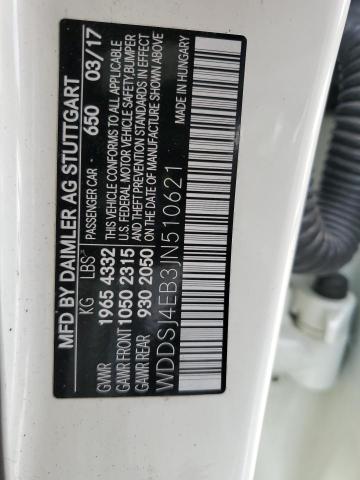 MFD BY DAIMLER AG STUTTGART
PASSENGER CAR 650 03/17
KG LBS
GVWR 1965 4332
GAWR FRONT 1050 2315
GAWR REAR 930 2050
THIS VEHICLE CONFORMS TO ALL APPLICABLE
U.S. FEDERAL MOTOR VEHICLE SAFETY, BUMPER
AND THEFT PREVENTION STANDARDS IN EFFECT
ON THE DATE OF MANUFACTURE SHOWN ABOVE.
MADE IN HUNGARY
WDDSJ4EB3JN510621